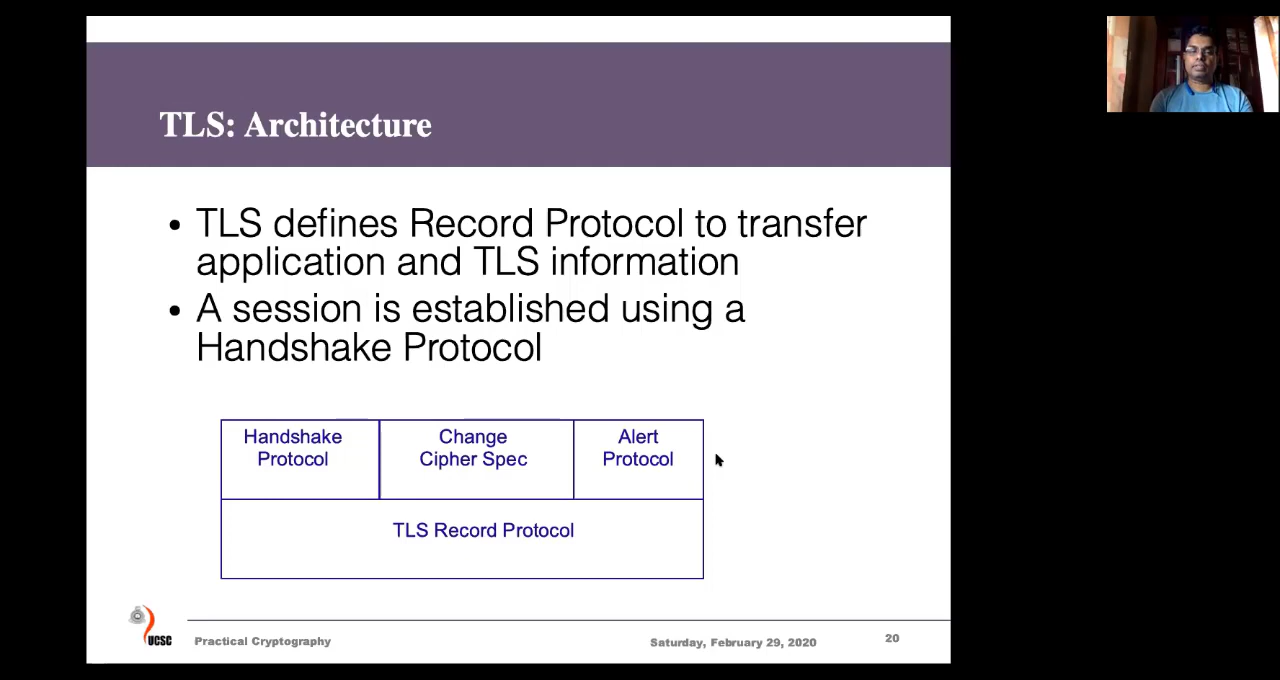 TLS: Architecture
• TLS defines Record Protocol to transfer
application and TLS information
• A session is established using a
Handshake Protocol
Handshake
Protocol
Change
Cipher Spec
Alert
Protocol
TLS Record Protocol
UCSC
Practical Cryptography
Saturday, February 29, 2020
20